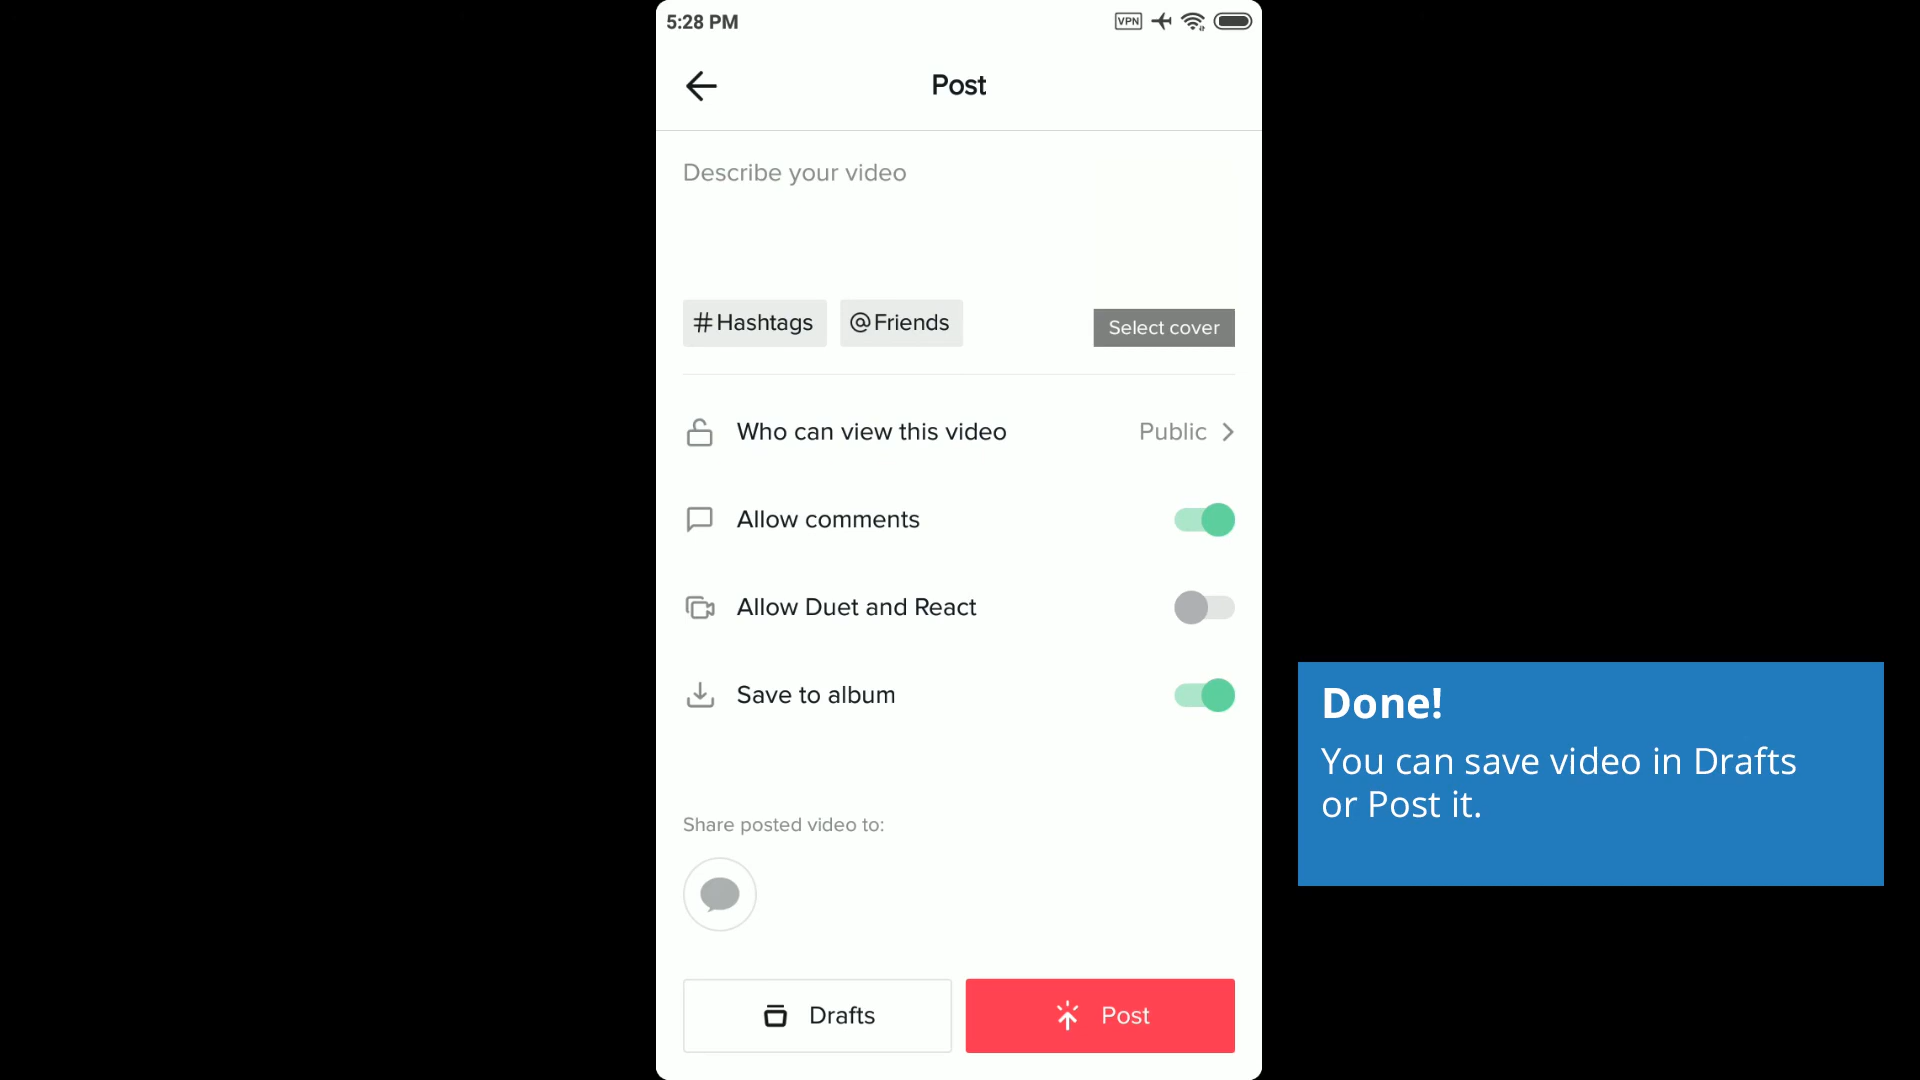 5:28 PM
VPN
Post
Describe your video
#Hashtags
@Friends
Select cover
Who can view this video
Public
Allow comments
Allow Duet and React
Save to album
Share posted video to:
Drafts
Post
Done!
You can save video in Drafts
or Post it.